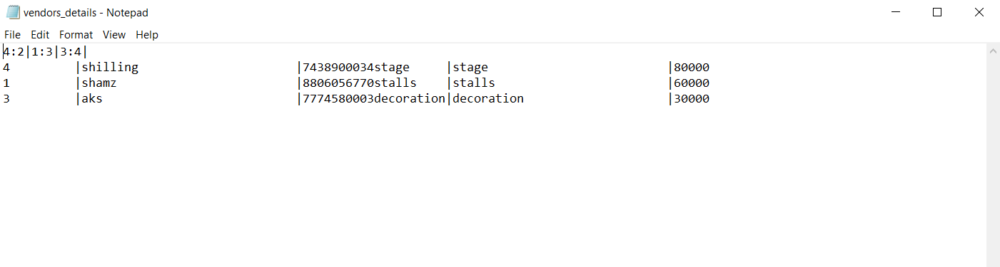 vendors_details - Notepad
File Edit Format View Help
4:2|1:3|3:4|
4         |shilling                      |7438900034stage     |stage                         |80000
1         |shamz                         |8806056770stalls    |stalls                        |60000
3         |aks                           |7774580003decoration|decoration                    |30000